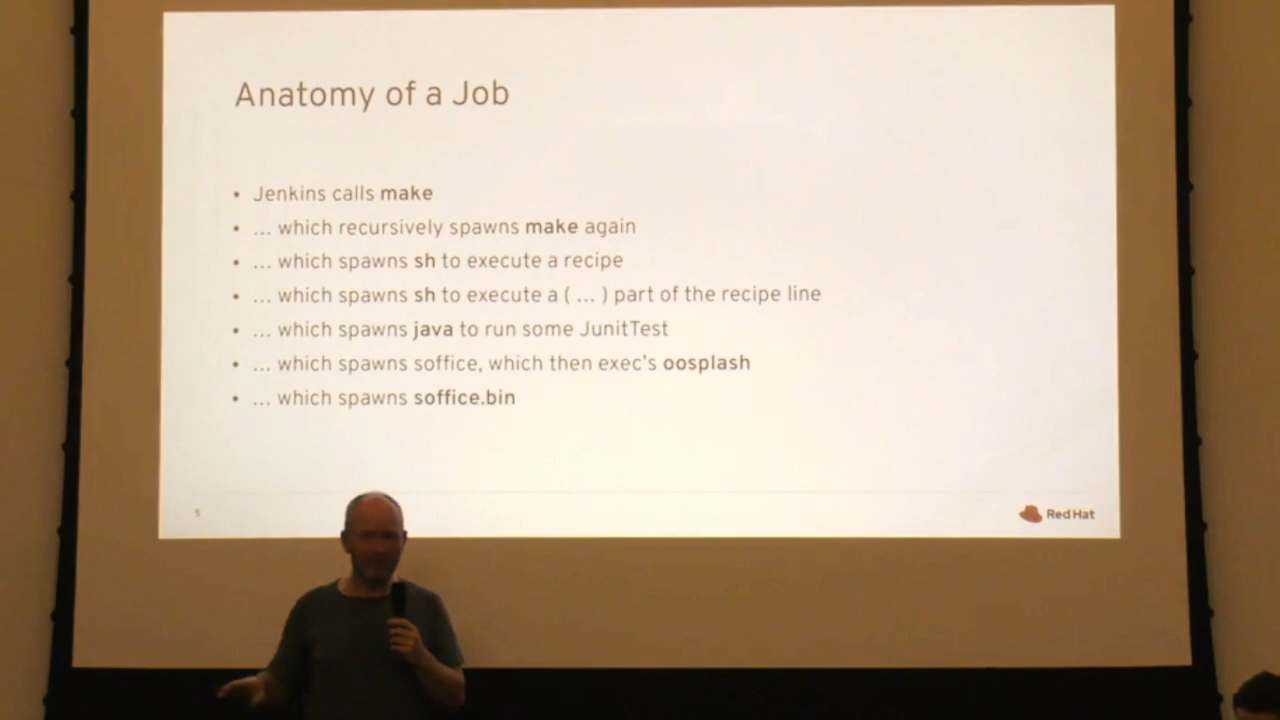 Anatomy of a Job
• Jenkins calls make
• ... which recursively spawns make again
• ... which spawns sh to execute a recipe
• ... which spawns sh to execute a ( ... ) part of the recipe line
• ... which spawns java to run some JunitTest
• ... which spawns soffice, which then exec's oosplash
• ... which spawns soffice.bin
5
Red Hat